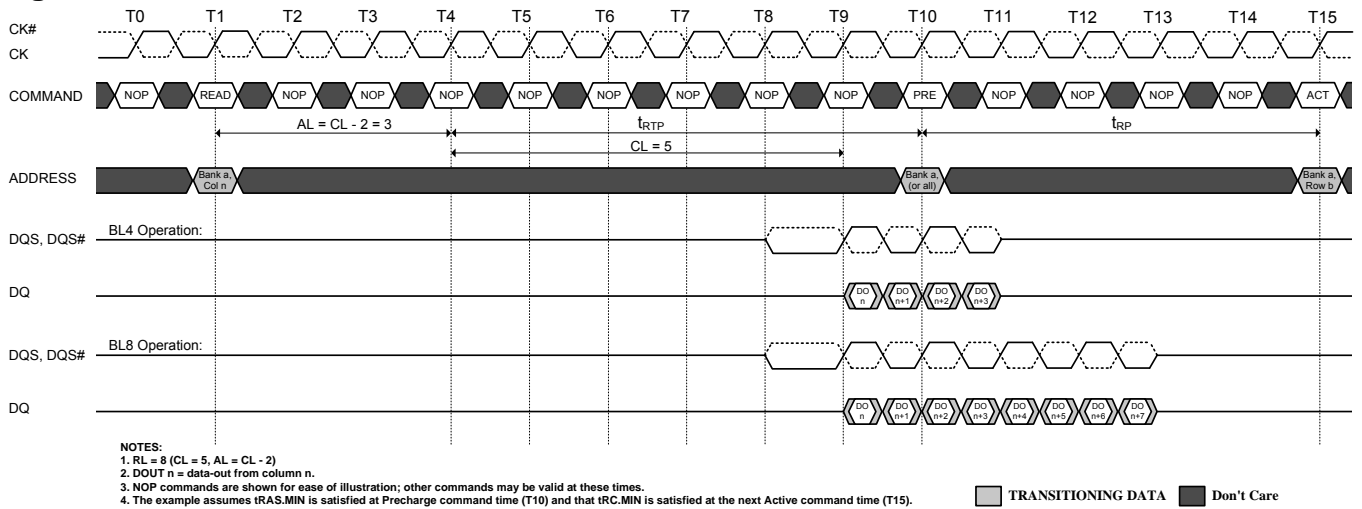 T0 T1 T2 T3 T4 T5 T6 T7 T8 T9 T10 T11 T12 T13 T14 T15
CK#
CK
COMMAND NOP READ NOP NOP NOP NOP NOP NOP NOP NOP PRE NOP NOP NOP NOP ACT
AL = CL - 2 = 3 tRTP tRP
CL = 5
ADDRESS Bank a, Col n Bank a, (or all) Bank a, Row b
BL4 Operation:
DQS, DQS#
DQ DO n DO n+1 DO n+2 DO n+3
BL8 Operation:
DQS, DQS#
DQ DO n DO n+1 DO n+2 DO n+3 DO n+4 DO n+5 DO n+6 DO n+7
NOTES:
1. RL = 8 (CL = 5, AL = CL - 2)
2. DOUT n = data-out from column n.
3. NOP commands are shown for ease of illustration; other commands may be valid at these times.
4. The example assumes tRAS.MIN is satisfied at Precharge command time (T10) and that tRC.MIN is satisfied at the next Active command time (T15).
TRANSITIONING DATA Don't Care